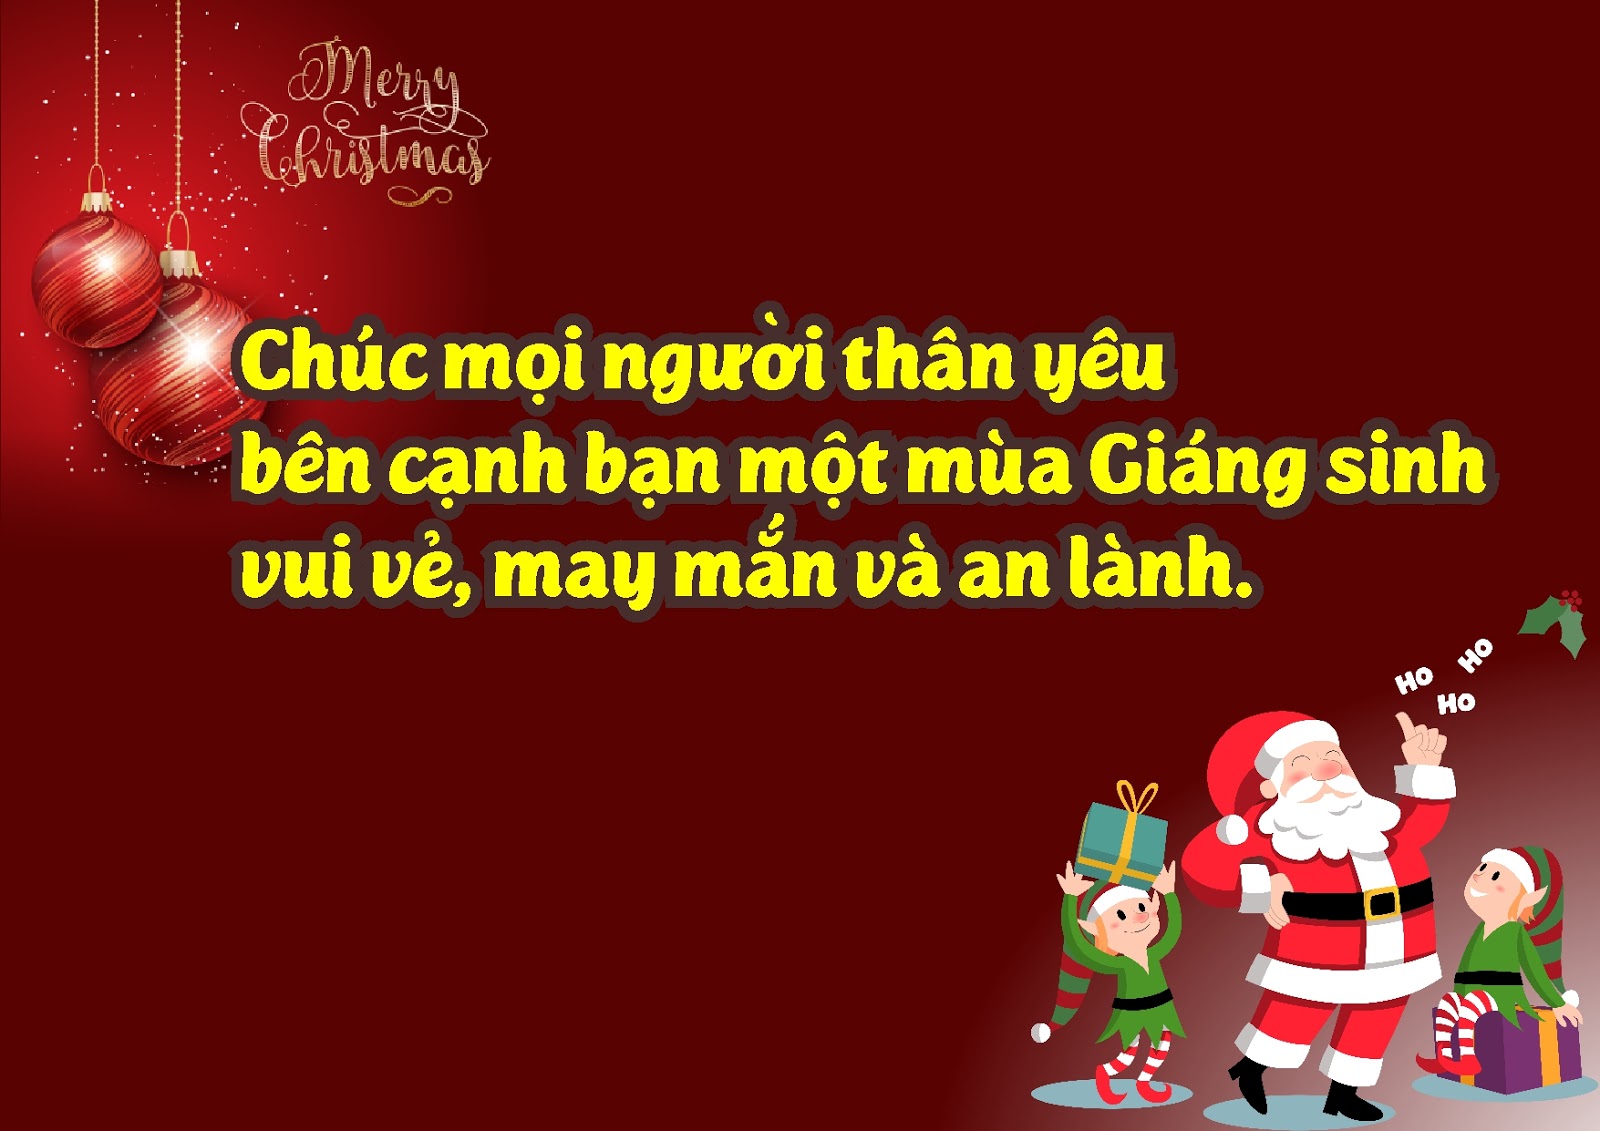 Merry
Christmas
Chúc mọi người thân yêu
bên cạnh bạn một mùa Giáng sinh
vui vẻ, may mắn và an lành.
HO HO
HO